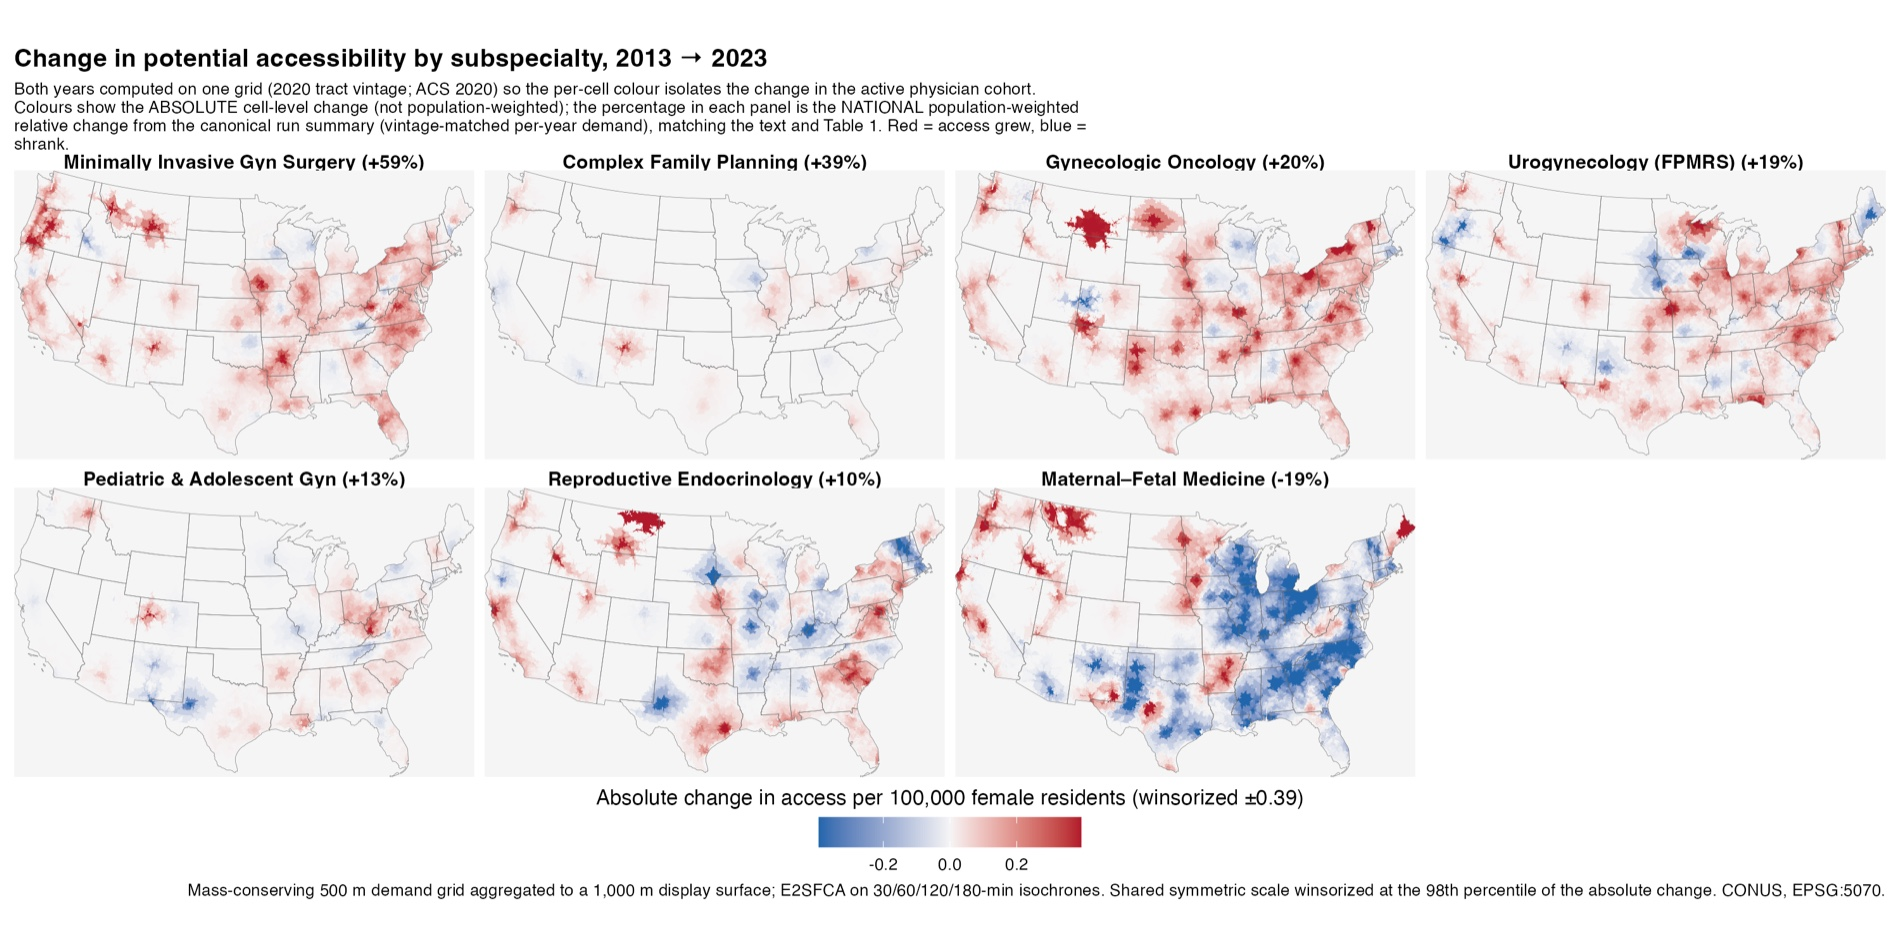 Change in potential accessibility by subspecialty, 2013 → 2023
Both years computed on one grid (2020 tract vintage; ACS 2020) so the per-cell colour isolates the change in the active physician cohort.
Colours show the ABSOLUTE cell-level change (not population-weighted); the percentage in each panel is the NATIONAL population-weighted
relative change from the canonical run summary (vintage-matched per-year demand), matching the text and Table 1. Red = access grew, blue =
shrank.
Minimally Invasive Gyn Surgery (+59%)
Complex Family Planning (+39%)
Gynecologic Oncology (+20%)
Urogynecology (FPMRS) (+19%)
Pediatric & Adolescent Gyn (+13%)
Reproductive Endocrinology (+10%)
Maternal–Fetal Medicine (-19%)
Absolute change in access per 100,000 female residents (winsorized ±0.39)
-0.2 0.0 0.2
Mass-conserving 500 m demand grid aggregated to a 1,000 m display surface; E2SFCA on 30/60/120/180-min isochrones. Shared symmetric scale winsorized at the 98th percentile of the absolute change. CONUS, EPSG:5070.